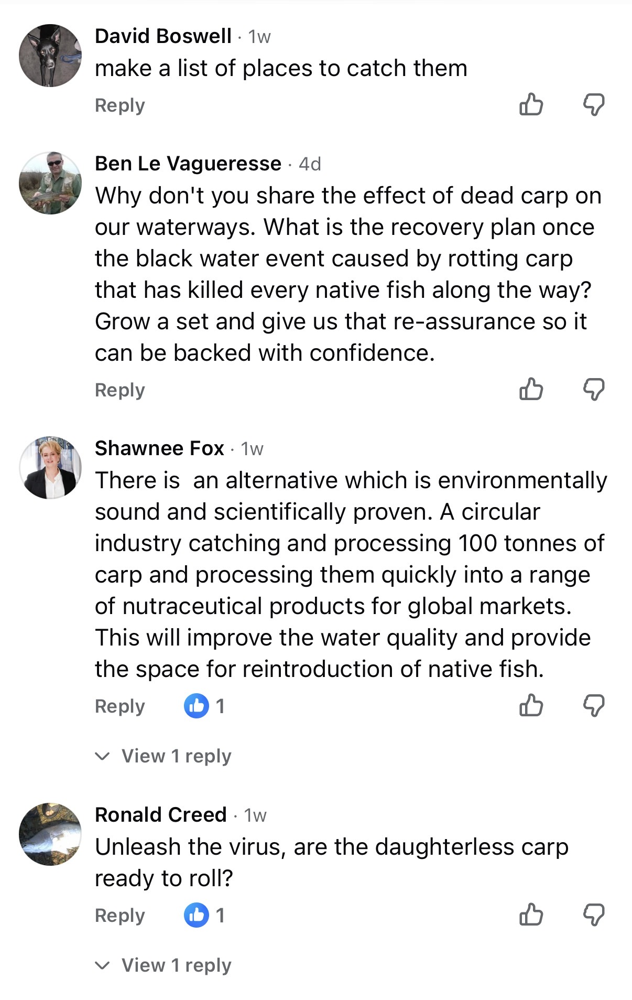 David Boswell · 1w
make a list of places to catch them
Reply
Ben Le Vagueresse · 4d
Why don't you share the effect of dead carp on
our waterways. What is the recovery plan once
the black water event caused by rotting carp
that has killed every native fish along the way?
Grow a set and give us that re-assurance so it
can be backed with confidence.
Reply
Shawnee Fox · 1w
There is  an alternative which is environmentally
sound and scientifically proven. A circular
industry catching and processing 100 tonnes of
carp and processing them quickly into a range
of nutraceutical products for global markets.
This will improve the water quality and provide
the space for reintroduction of native fish.
Reply 1
View 1 reply
Ronald Creed · 1w
Unleash the virus, are the daughterless carp
ready to roll?
Reply 1
View 1 reply